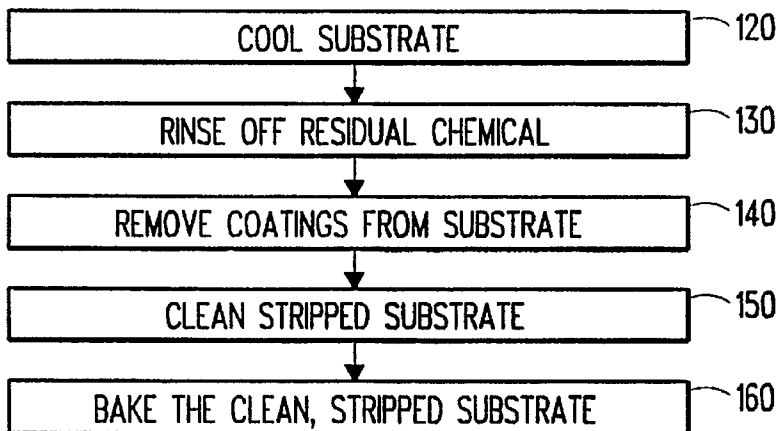 COOL SUBSTRATE 120
RINSE OFF RESIDUAL CHEMICAL 130
REMOVE COATINGS FROM SUBSTRATE 140
CLEAN STRIPPED SUBSTRATE 150
BAKE THE CLEAN, STRIPPED SUBSTRATE 160